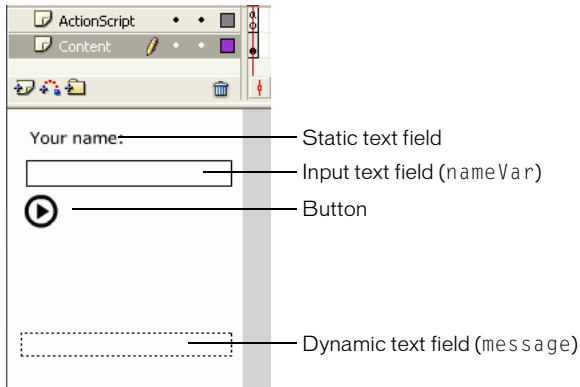 ActionScript
Content
Your name:
Static text field
Input text field (nameVar)
Button
Dynamic text field (message)